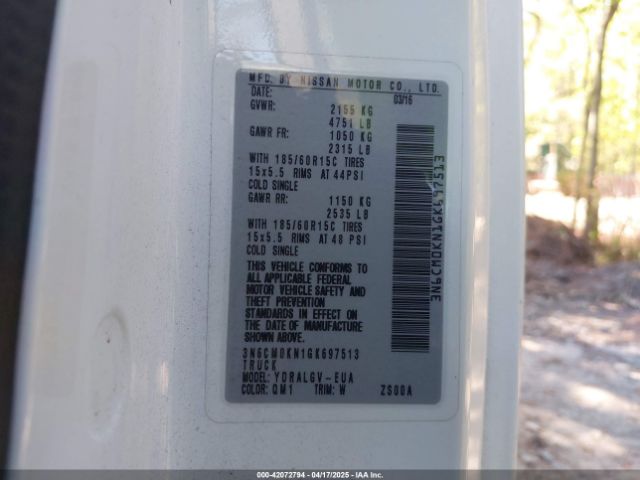 MFD. BY NISSAN MOTOR CO., LTD.
DATE: 03/16
GVWR: 2155 KG
4751 LB
GAWR FR: 1050 KG
2315 LB
WITH 185/60R15C TIRES
15x5.5 RIMS AT 44PSI
COLD SINGLE
GAWR RR: 1150 KG
2535 LB
WITH 185/60R15C TIRES
15x5.5 RIMS AT 48 PSI
COLD SINGLE
THIS VEHICLE CONFORMS TO
ALL APPLICABLE FEDERAL
MOTOR VEHICLE SAFETY AND
THEFT PREVENTION
STANDARDS IN EFFECT ON
THE DATE OF MANUFACTURE
SHOWN ABOVE.
3N6CM0KN1GK697513
TRUCK
MODEL: YDRALGV-EUA
COLOR: QM1 TRIM: W ZS00A
3N6CM0KN1GK697513
000-42072794 - 04/17/2025 - IAA Inc.